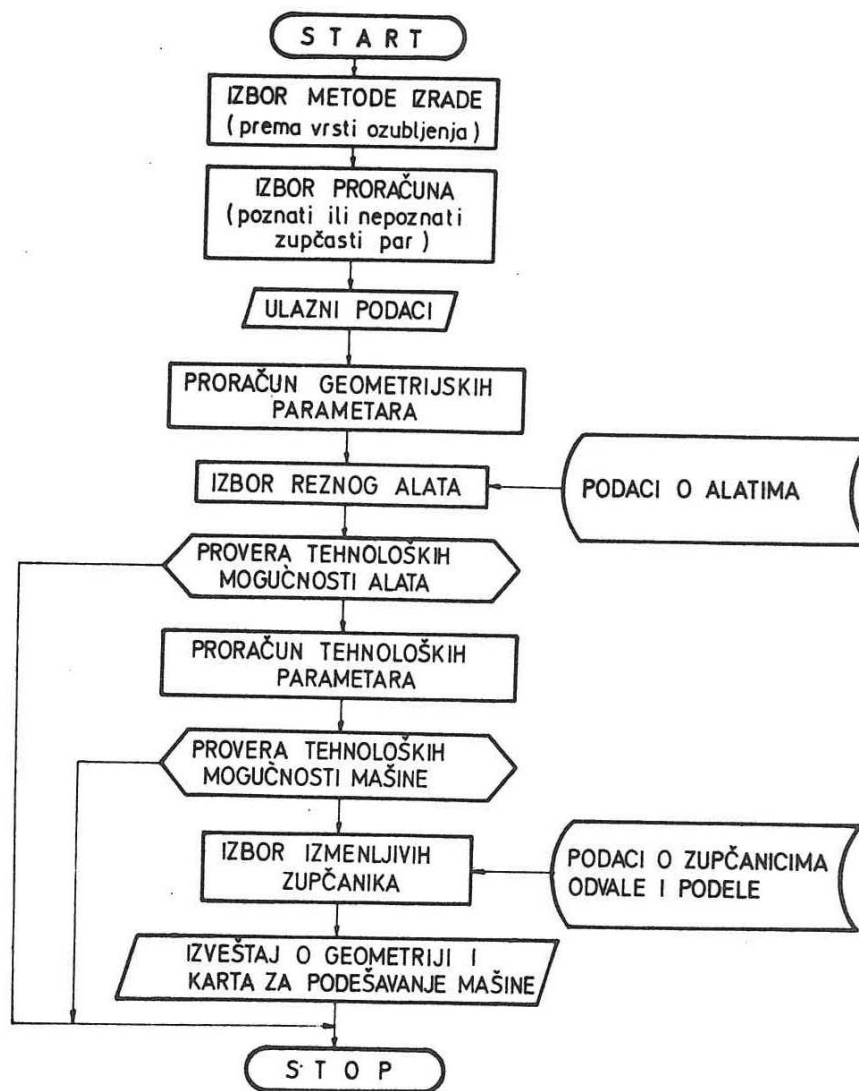 START
IZBOR METODE IZRADE
(prema vrsti ozubljenja)
IZBOR PRORAČUNA
(poznati ili nepoznati
zupčasti par)
ULAZNI PODACI
PRORAČUN GEOMETRIJSKIH
PARAMETARA
IZBOR REZNOG ALATA
PODACI O ALATIMA
PROVERA TEHNOLOŠKIH
MOGUĆNOSTI ALATA
PRORAČUN TEHNOLOŠKIH
PARAMETARA
PROVERA TEHNOLOŠKIH
MOGUĆNOSTI MAŠINE
IZBOR IZMENLJIVIH
ZUPČANIKA
PODACI O ZUPČANICIMA
ODVALE I PODELE
IZVEŠTAJ O GEOMETRIJI I
KARTA ZA PODEŠAVANJE MAŠINE
STOP